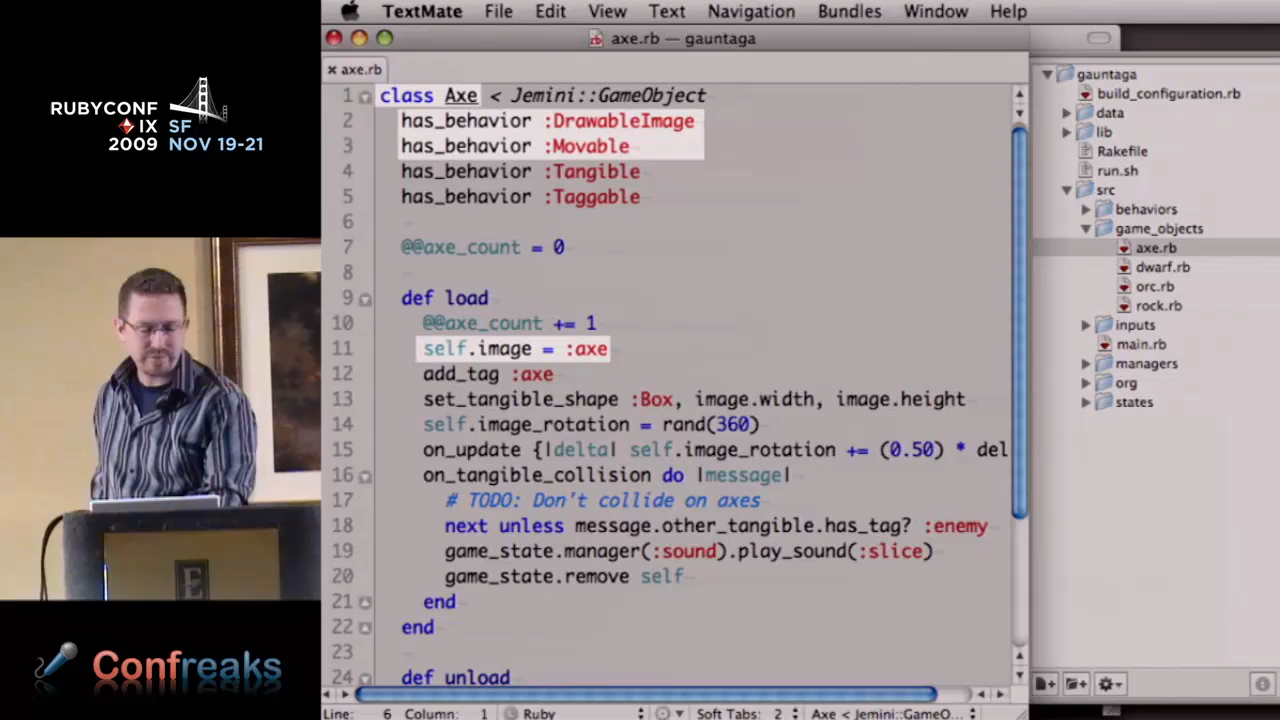 TextMate File Edit View Text Navigation Bundles Window Help
axe.rb — gauntaga
axe.rb
1 class Axe < Jemini::GameObject
2 has_behavior :DrawableImage
3 has_behavior :Movable
4 has_behavior :Tangible
5 has_behavior :Taggable
6
7 @@axe_count = 0
8
9 def load
10 @@axe_count += 1
11 self.image = :axe
12 add_tag :axe
13 set_tangible_shape :Box, image.width, image.height
14 self.image_rotation = rand(360)
15 on_update {|delta| self.image_rotation += (0.50) * del
16 on_tangible_collision do |message|
17 # TODO: Don't collide on axes
18 next unless message.other_tangible.has_tag? :enemy
19 game_state.manager(:sound).play_sound(:slice)
20 game_state.remove self
21 end
22 end
23
24 def unload
Line: 6 Column: 1 Ruby Soft Tabs: 2 Axe < Jemini::GameO...
gauntaga
build_configuration.rb
data
lib
Rakefile
run.sh
src
behaviors
game_objects
axe.rb
dwarf.rb
orc.rb
rock.rb
inputs
main.rb
managers
org
states
RUBYCONF
IX SF
2009 NOV 19-21
E
Confreaks